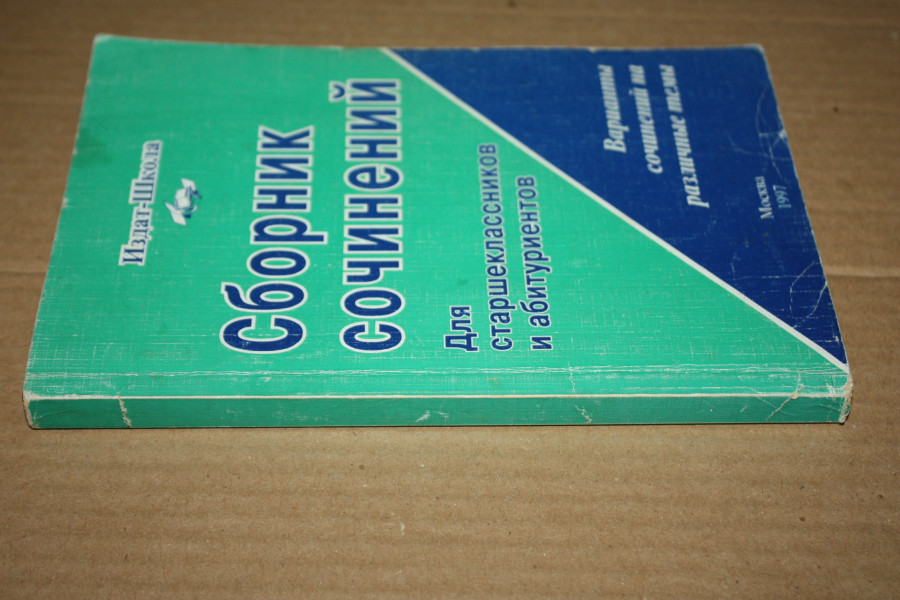 Издат-Школа
Сборник
сочинений
Для
старшеклассников
и абитуриентов
Варианты
сочинений на
различные темы
Москва
1997